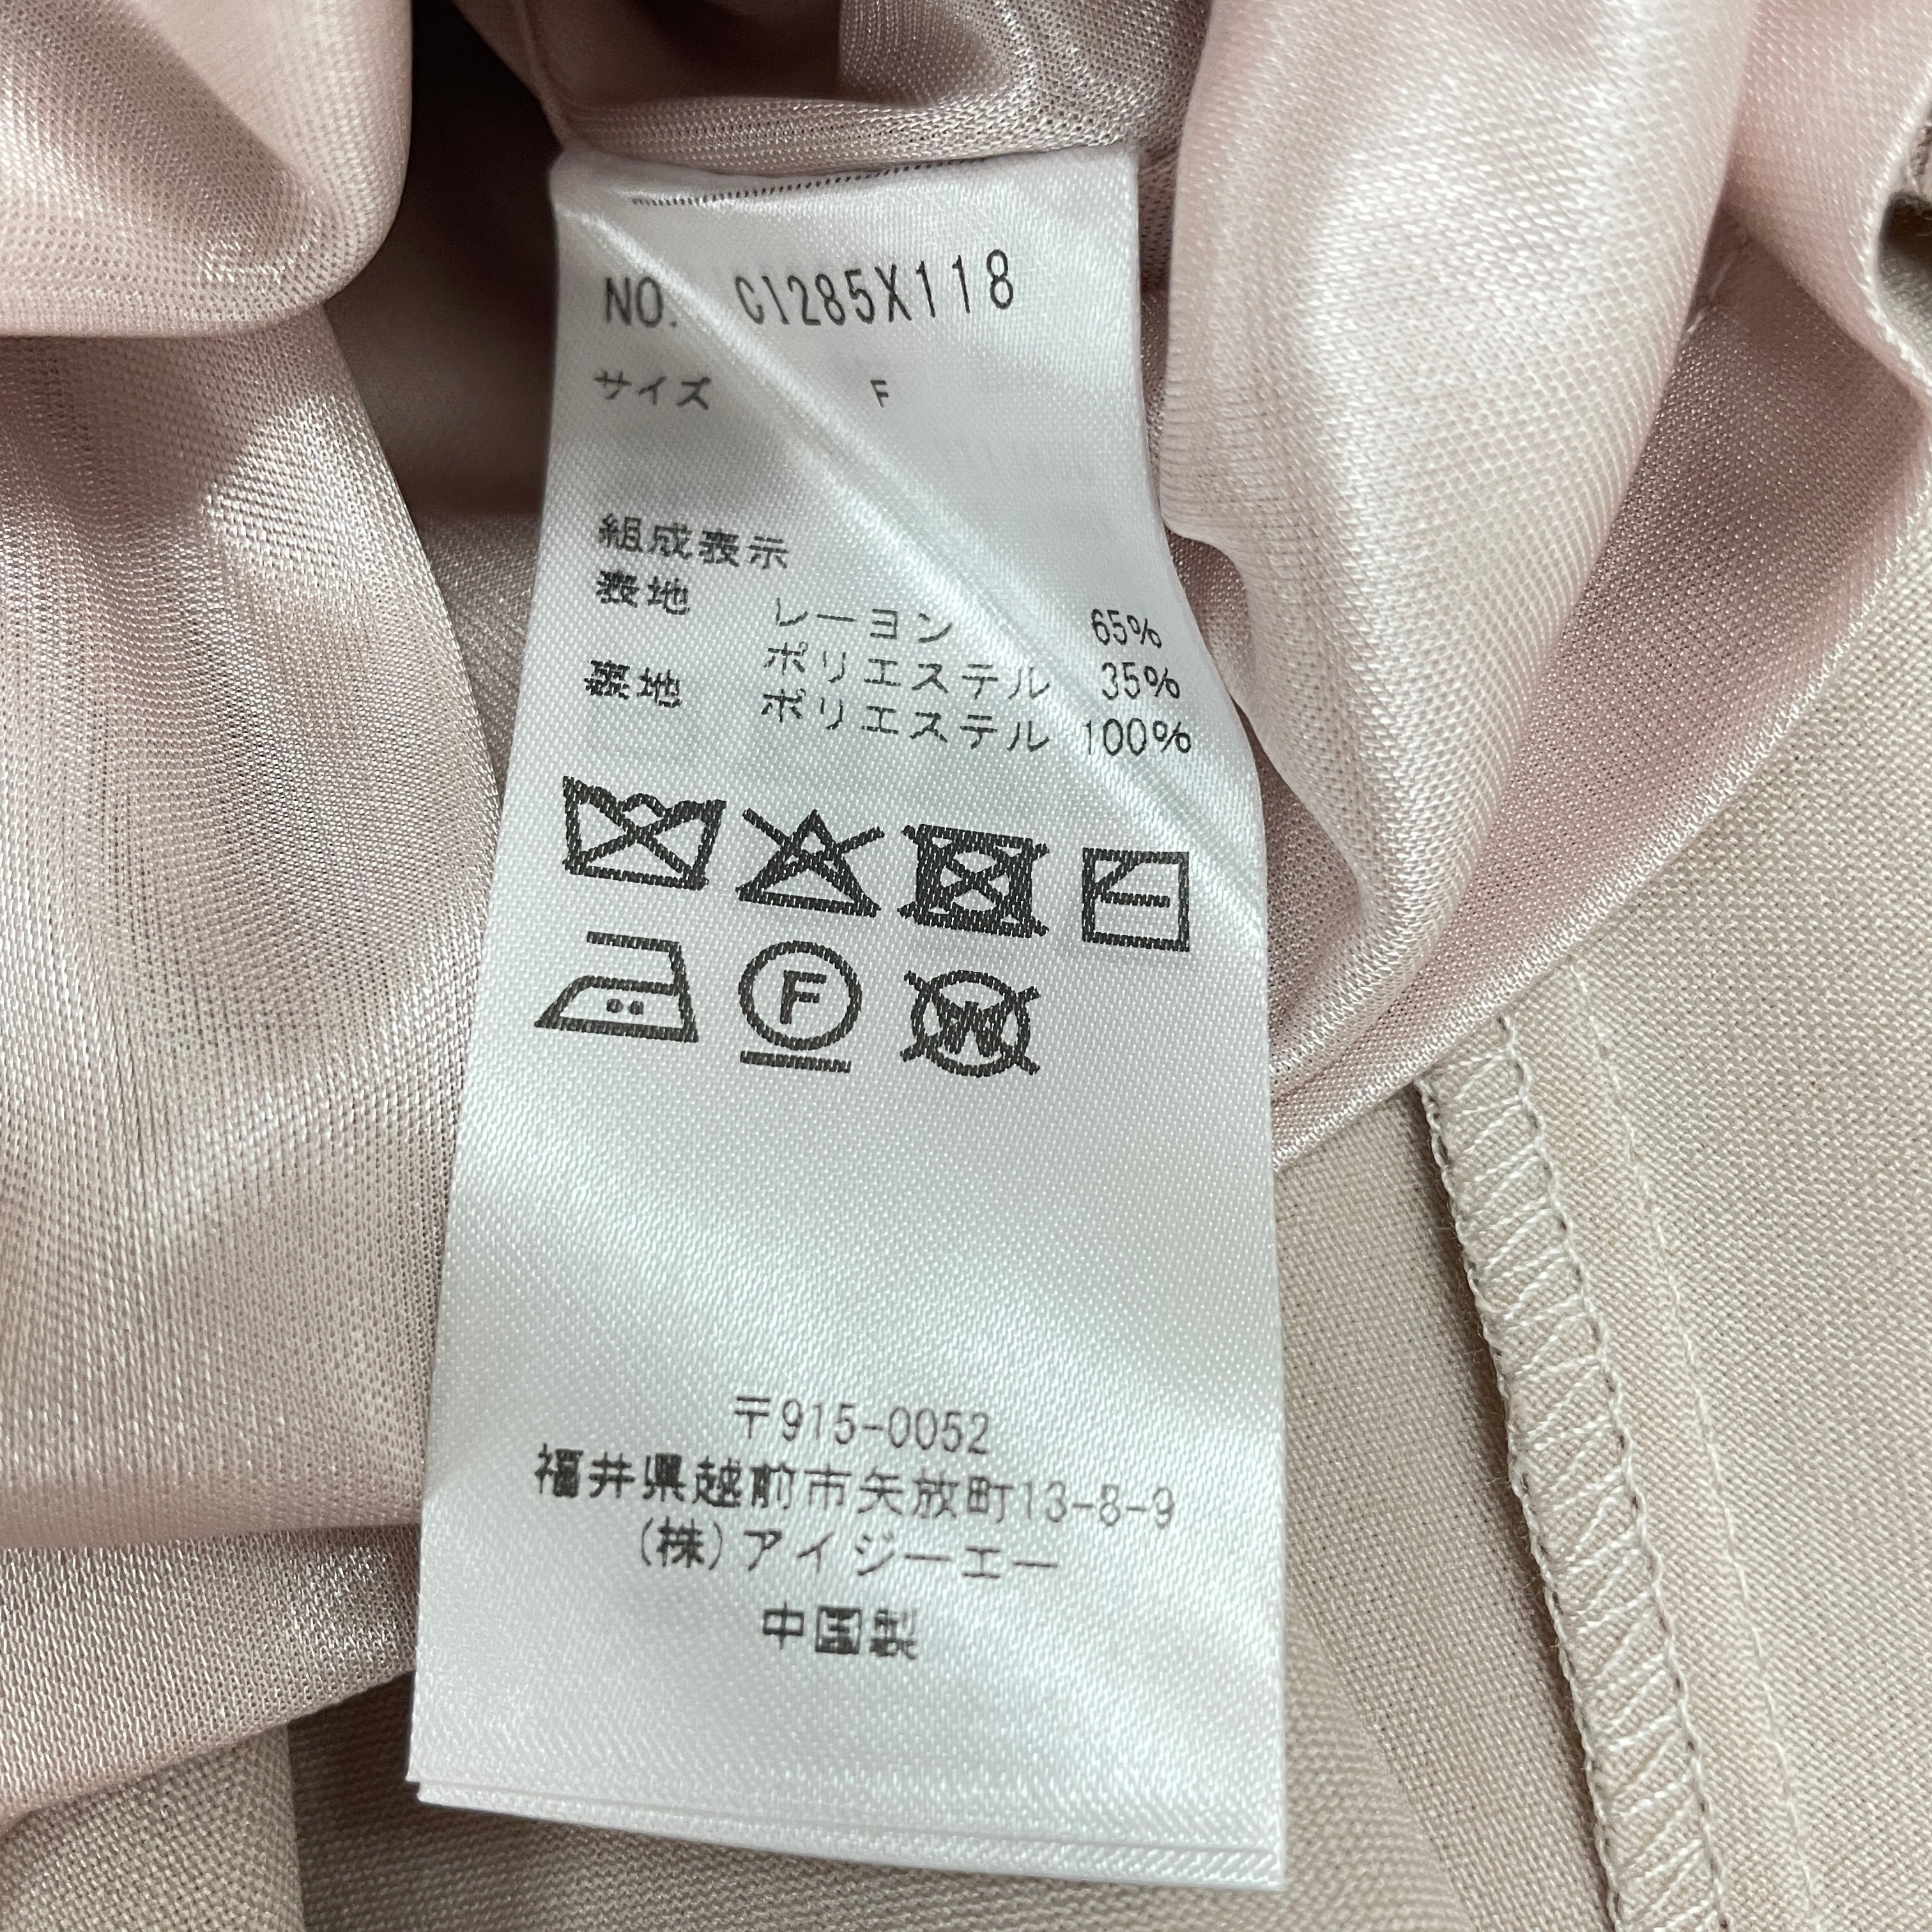 NO. CI285X118
サイズ F
組成表示
表地 レーヨン 65%
ポリエステル 35%
裏地 ポリエステル 100%
F
W
〒915-0052
福井県越前市矢放町13-8-9
(株)アイジーエー
中国製